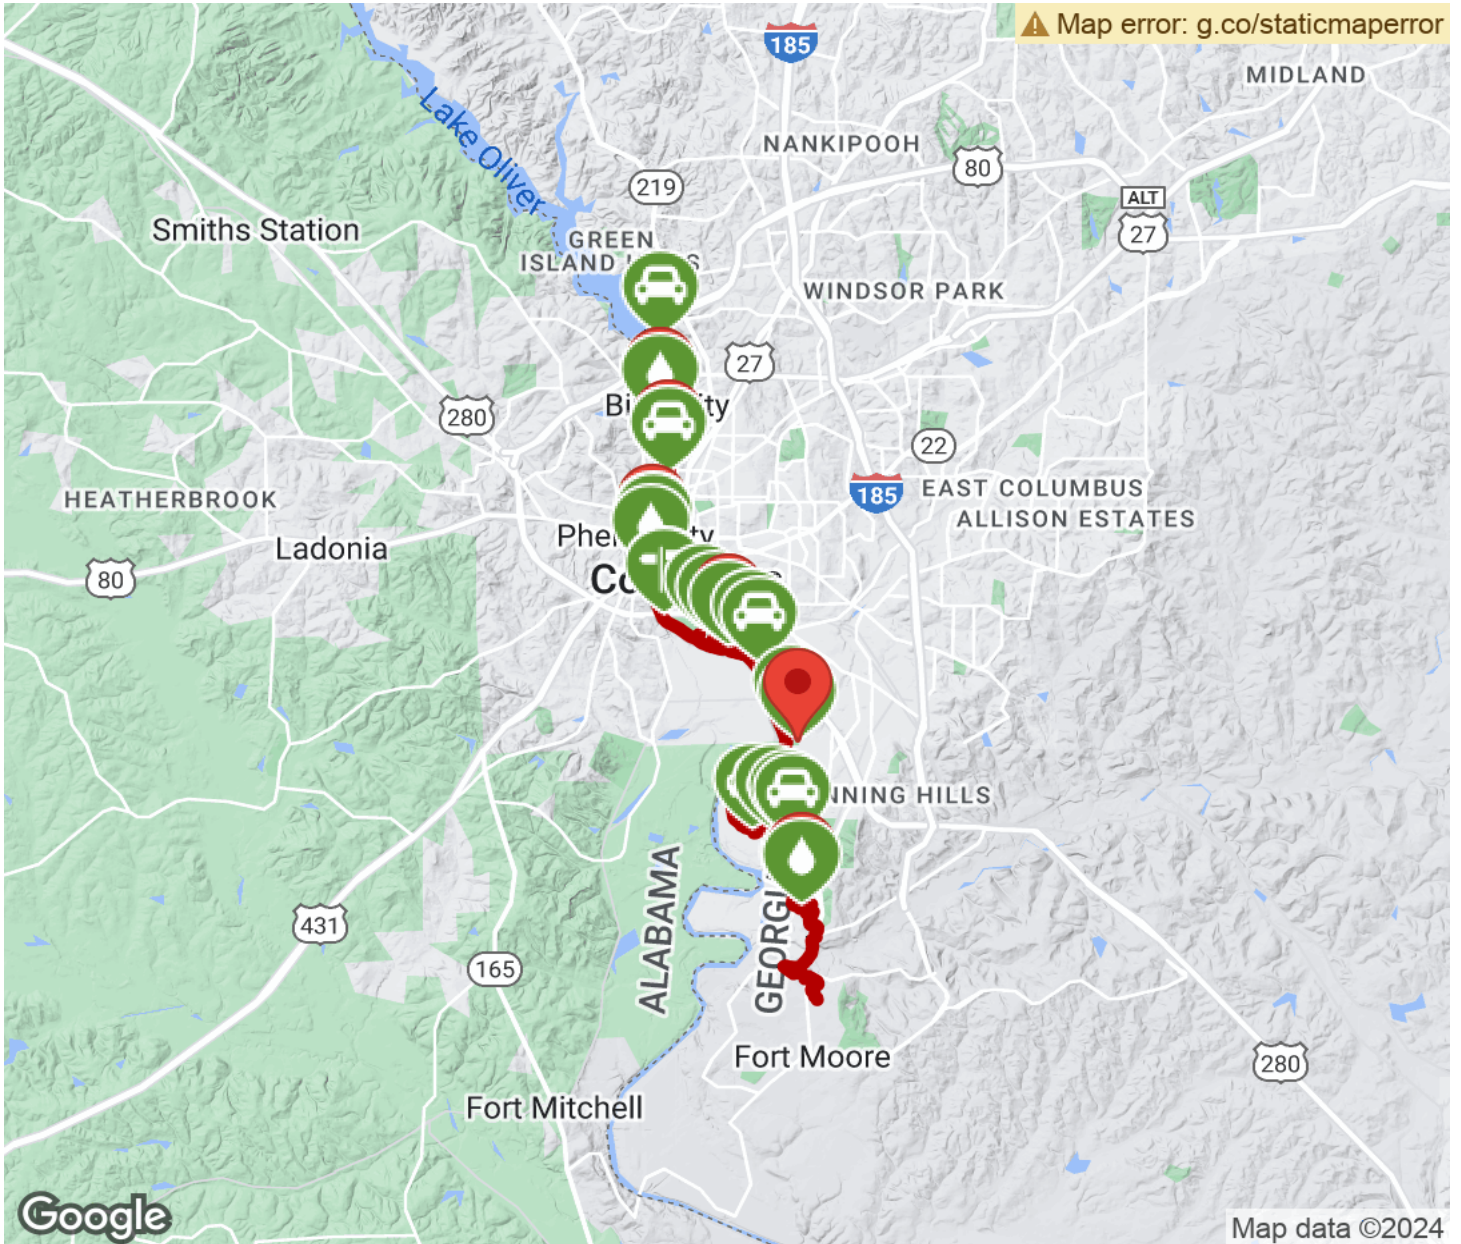 Map error: g.co/staticmaperror
185
MIDLAND
Lake Oliver
NANKIPOOH
80
219
ALT
27
Smiths Station
GREEN
ISLAND
WINDSOR PARK
27
280
22
HEATHERBROOK
185
EAST COLUMBUS
ALLISON ESTATES
Ladonia
80
ALABAMA
GEORGI
NNING HILLS
431
165
Fort Moore
280
Fort Mitchell
Google
Map data ©2024